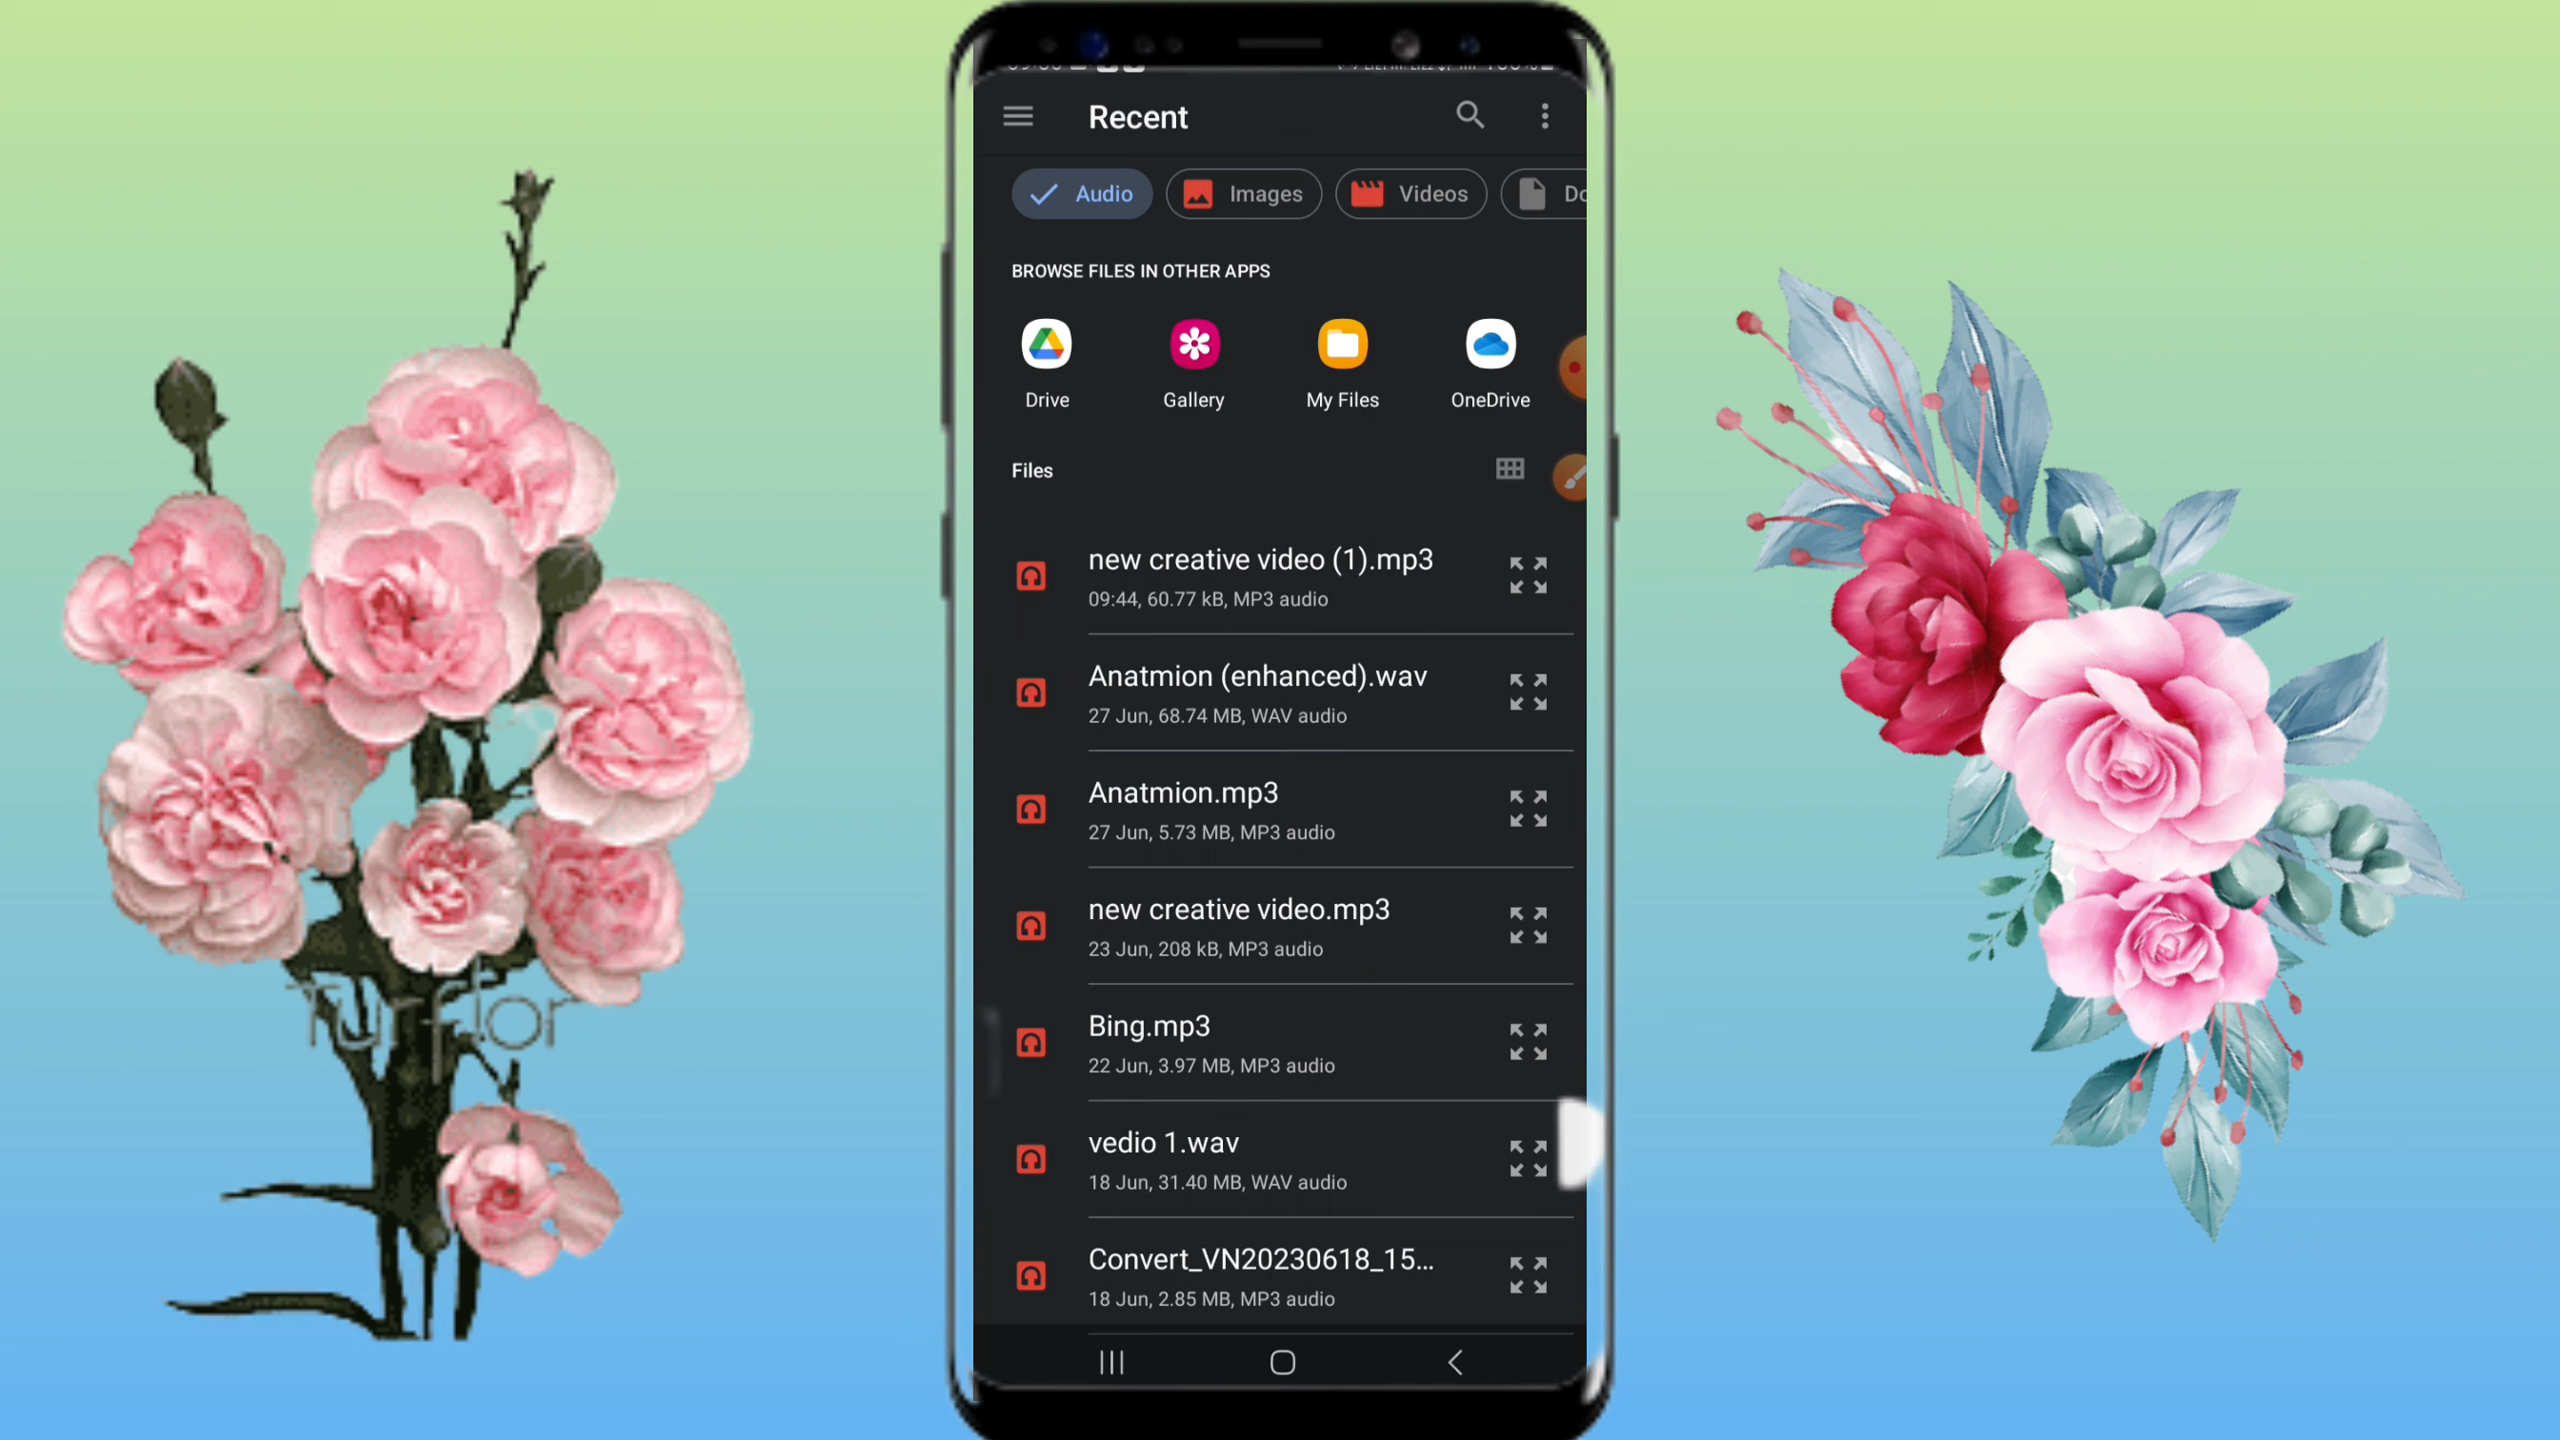 Recent
Audio
Images
Videos
BROWSE FILES IN OTHER APPS
Drive
Gallery
My Files
OneDrive
Files
new creative video (1).mp3
09:44, 60.77 kB, MP3 audio
Anatmion (enhanced).wav
27 Jun, 68.74 MB, WAV audio
Anatmion.mp3
27 Jun, 5.73 MB, MP3 audio
new creative video.mp3
23 Jun, 208 kB, MP3 audio
Bing.mp3
22 Jun, 3.97 MB, MP3 audio
vedio 1.wav
18 Jun, 31.40 MB, WAV audio
Convert_VN20230618_15...
18 Jun, 2.85 MB, MP3 audio
Turflor